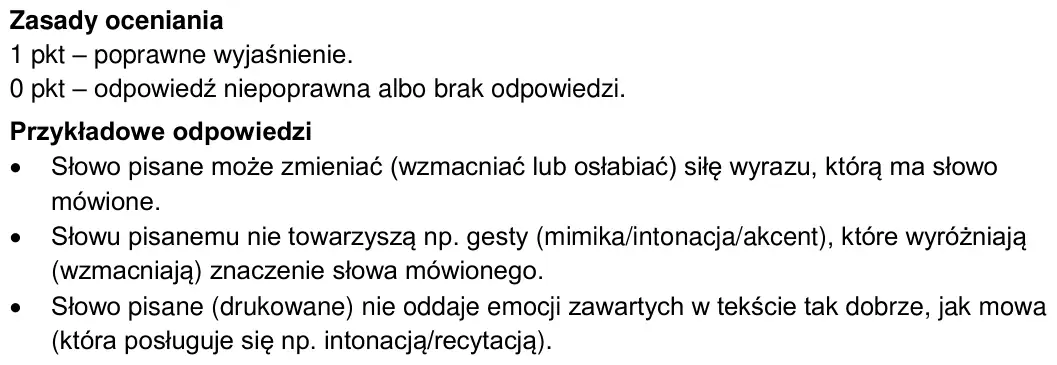 Zasady oceniania
1 pkt – poprawne wyjaśnienie.
0 pkt – odpowiedź niepoprawna albo brak odpowiedzi.
Przykładowe odpowiedzi
• Słowo pisane może zmieniać (wzmacniać lub osłabiać) siłę wyrazu, którą ma słowo
mówione.
• Słowu pisanemu nie towarzyszą np. gesty (mimika/intonacja/akcent), które wyróżniają
(wzmacniają) znaczenie słowa mówionego.
• Słowo pisane (drukowane) nie oddaje emocji zawartych w tekście tak dobrze, jak mowa
(która posługuje się np. intonacją/recytacją).